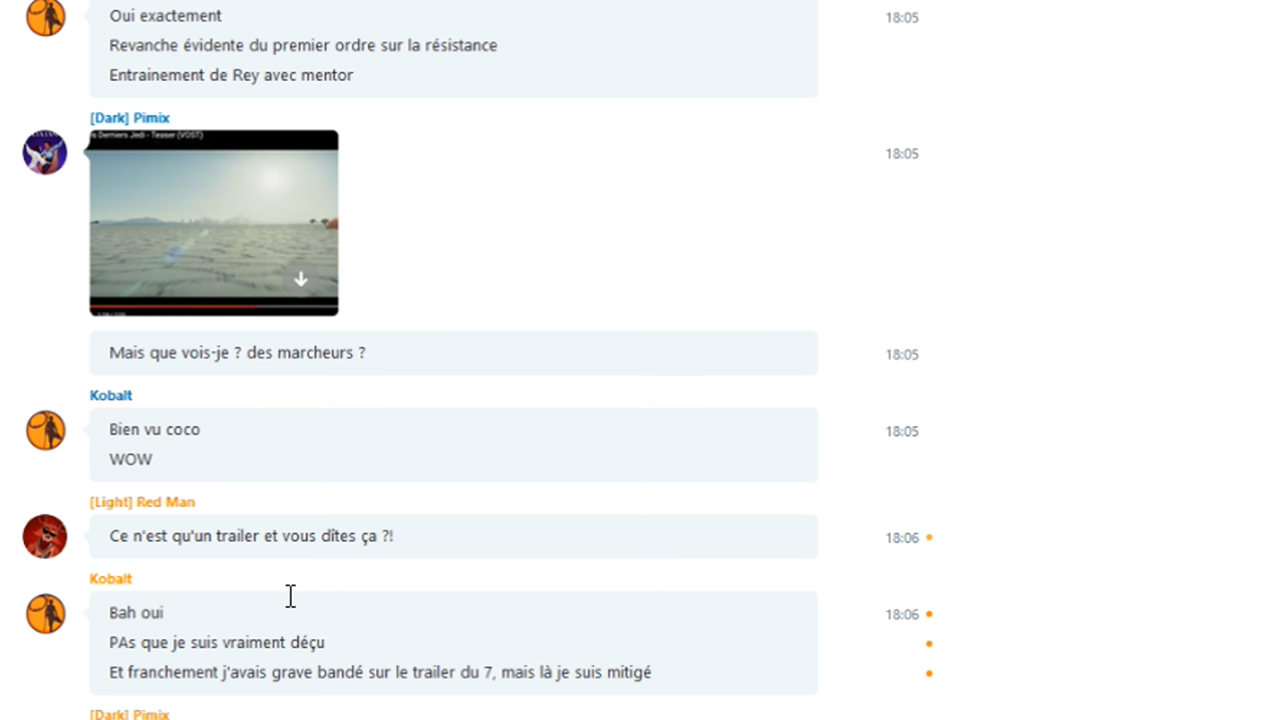 Oui exactement
18:05
Revanche évidente du premier ordre sur la résistance
Entrainement de Rey avec mentor
[Dark] Pimix
s Derniers Jedi - Teaser (VOST)
18:05
Mais que vois-je ? des marcheurs ?
18:05
Kobalt
Bien vu coco
18:05
WOW
[Light] Red Man
Ce n'est qu'un trailer et vous dîtes ça ?!
18:06
Kobalt
Bah oui
18:06
PAs que je suis vraiment déçu
Et franchement j'avais grave bandé sur le trailer du 7, mais là je suis mitigé
[Dark] Pimix